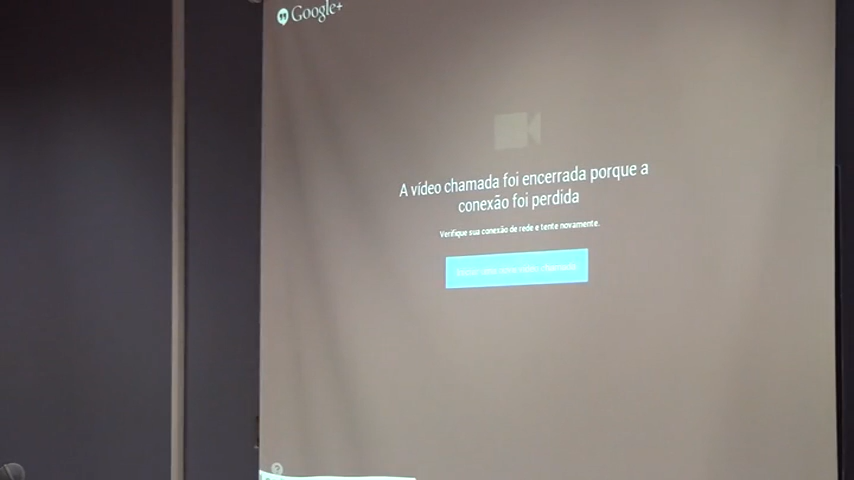 Google+
A vídeo chamada foi encerrada porque a
conexão foi perdida
Verifique sua conexão de rede e tente novamente.